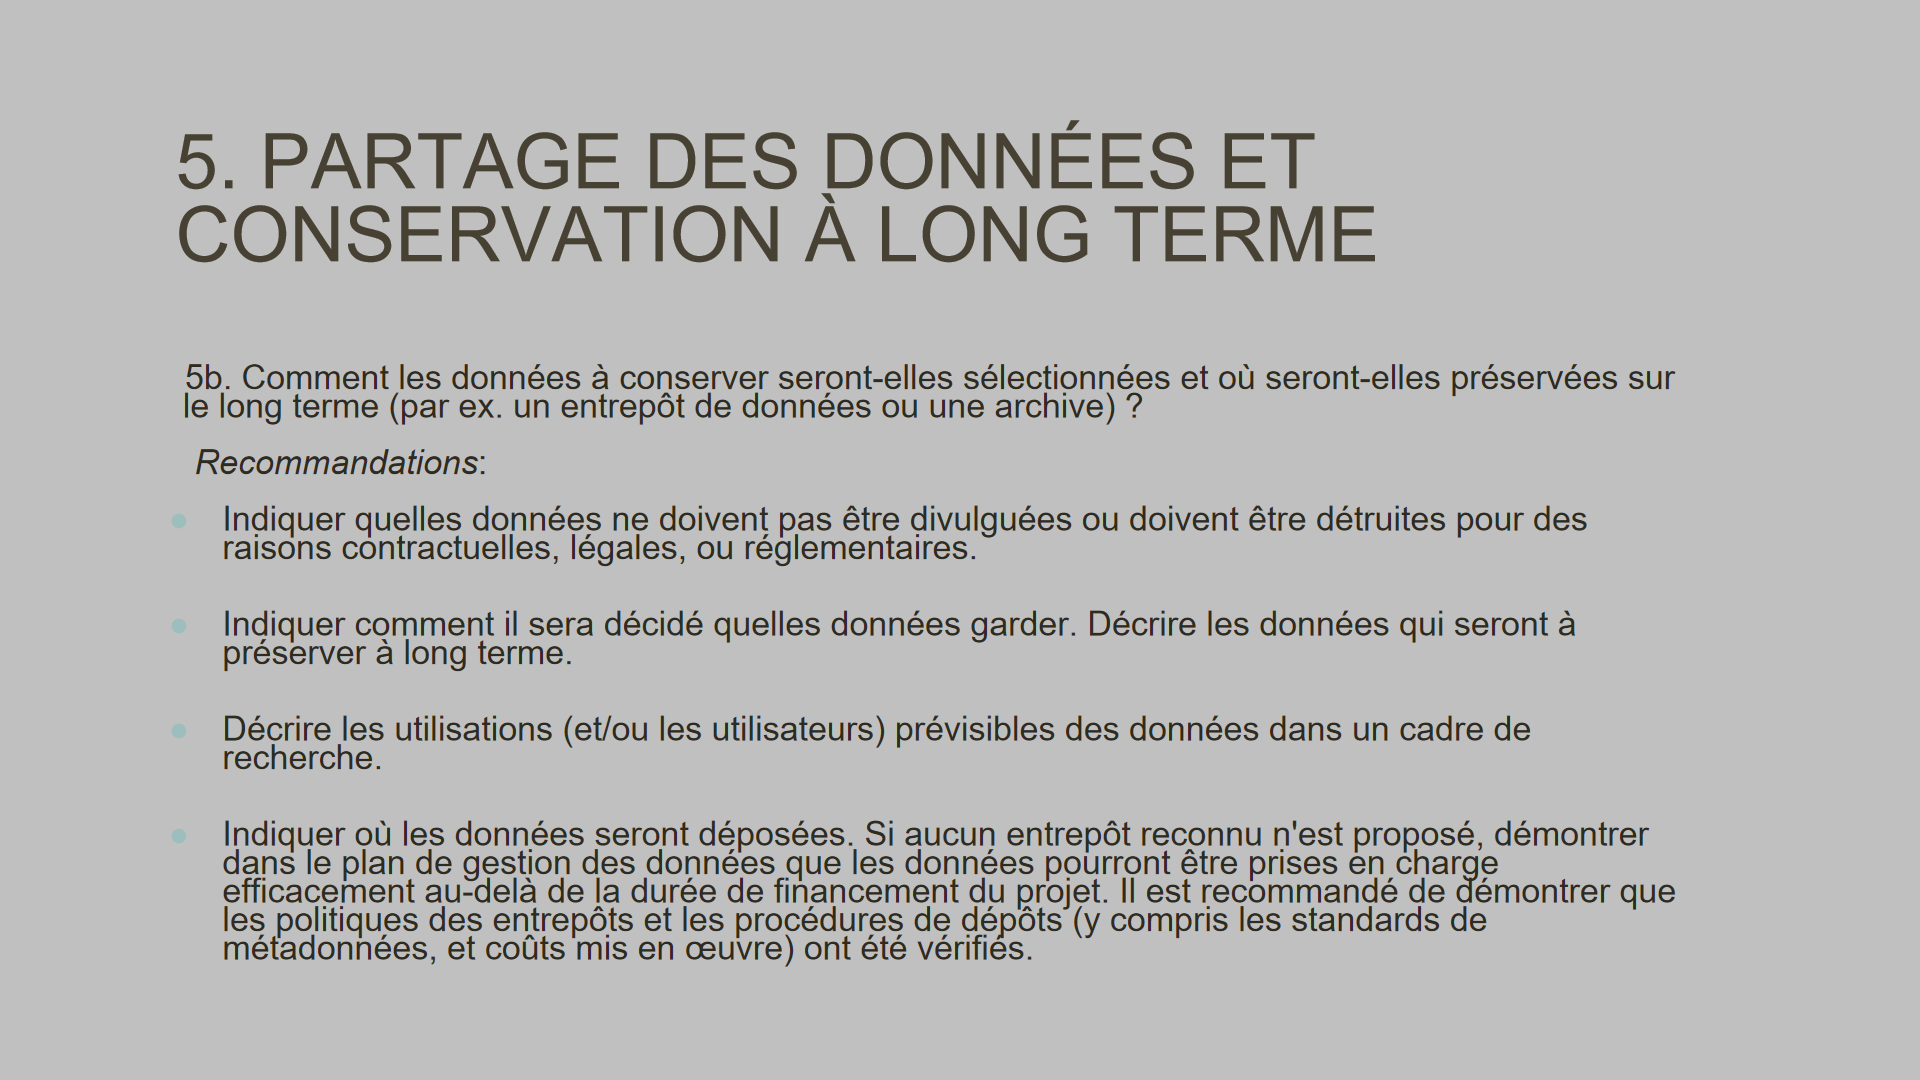 5. PARTAGE DES DONNÉES ET
CONSERVATION À LONG TERME
5b. Comment les données à conserver seront-elles sélectionnées et où seront-elles préservées sur
le long terme (par ex. un entrepôt de données ou une archive) ?
Recommandations:
Indiquer quelles données ne doivent pas être divulguées ou doivent être détruites pour des
raisons contractuelles, légales, ou réglementaires.
Indiquer comment il sera décidé quelles données garder. Décrire les données qui seront à
préserver à long terme.
Décrire les utilisations (et/ou les utilisateurs) prévisibles des données dans un cadre de
recherche.
Indiquer où les données seront déposées. Si aucun entrepôt reconnu n'est proposé, démontrer
dans le plan de gestion des données que les données pourront être prises en charge
efficacement au-delà de la durée de financement du projet. Il est recommandé de démontrer que
les politiques des entrepôts et les procédures de dépôts (y compris les standards de
métadonnées, et coûts mis en œuvre) ont été vérifiés.